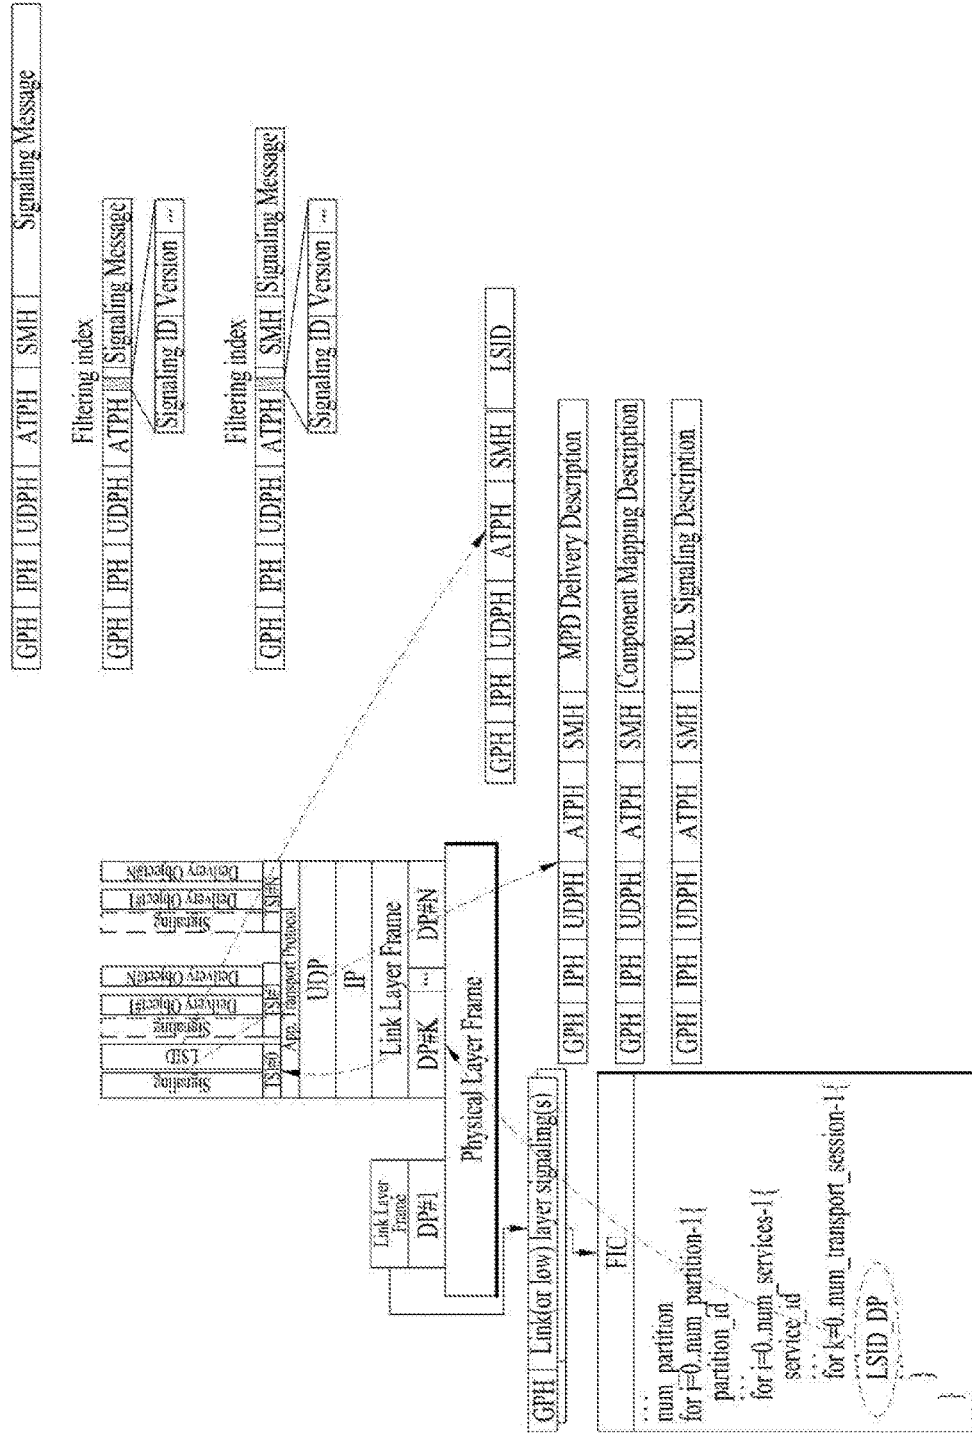 GPH IPH UDPH ATPH SMH Signaling Message
Filtering index
GPH IPH UDPH ATPH Signaling Message
Signaling ID Version ...
Filtering index
GPH IPH UDPH ATPH SMH Signaling Message
Signaling ID Version ...
Signaling LSID Signaling Delivery Object#1 Delivery Object#N Signaling Delivery Object#1 Delivery Object#N
TSI#0 TSI#1 TSI#N
App. Transport Protocol
UDP
IP
Link Layer Frame
Link Layer Frame
DP#1 DP#K ... DP#N
Physical Layer Frame
GPH IPH UDPH ATPH SMH LSID
GPH Link(or low) layer signaling(s)
GPH IPH UDPH ATPH SMH MPD Delivery Description
GPH IPH UDPH ATPH SMH Component Mapping Description
GPH IPH UDPH ATPH SMH URL Signaling Description
FIC
...
num_partition
for i=0..num_partition-1{
partition_id
...
for i=0..num_services-1{
service_id
...
for k=0..num_transport_session-1{
LSID_DP
...
}
}